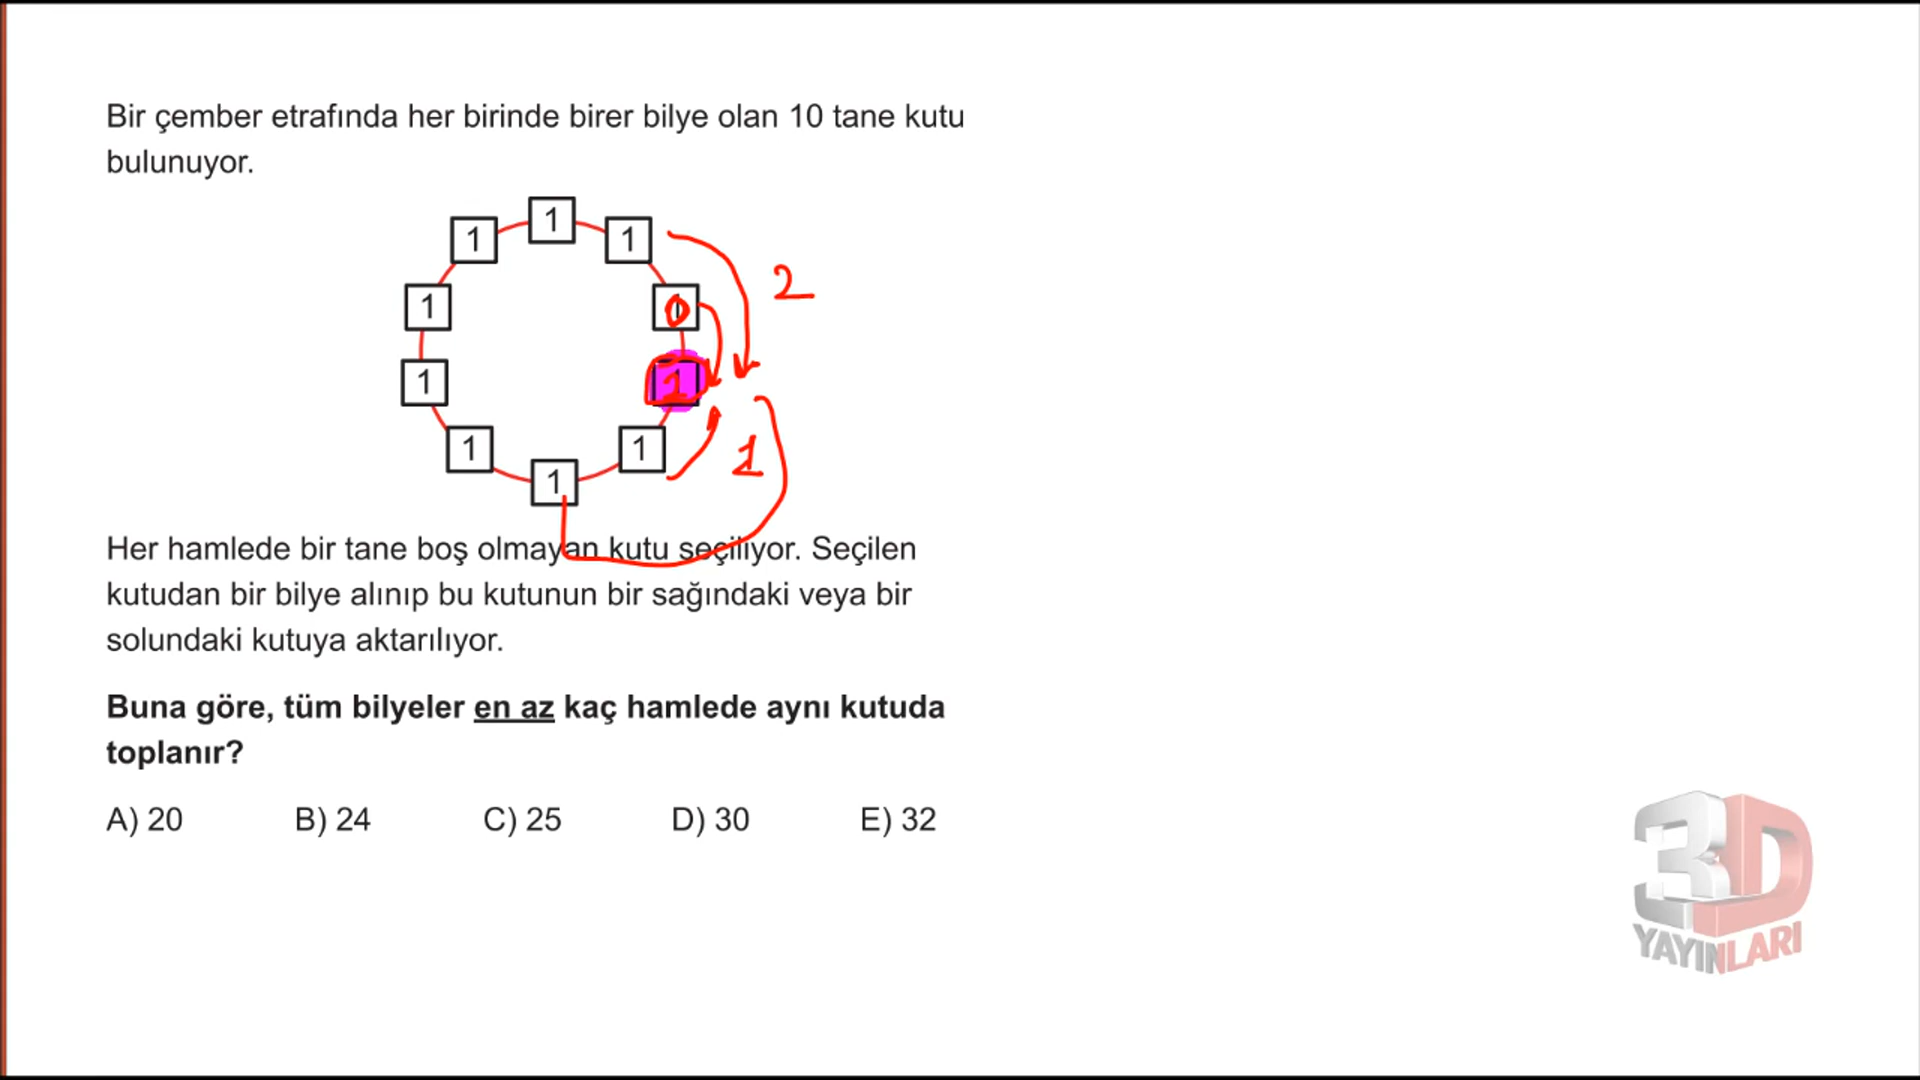 Bir çember etrafında her birinde birer bilye olan 10 tane kutu
bulunuyor.
1
1 1
2
1 0
1 1
1 1 1
1
Her hamlede bir tane boş olmayan kutu seçiliyor. Seçilen
kutudan bir bilye alınıp bu kutunun bir sağındaki veya bir
solundaki kutuya aktarılıyor.
Buna göre, tüm bilyeler en az kaç hamlede aynı kutuda
toplanır?
A) 20 B) 24 C) 25 D) 30 E) 32
3D
YAYINLARI